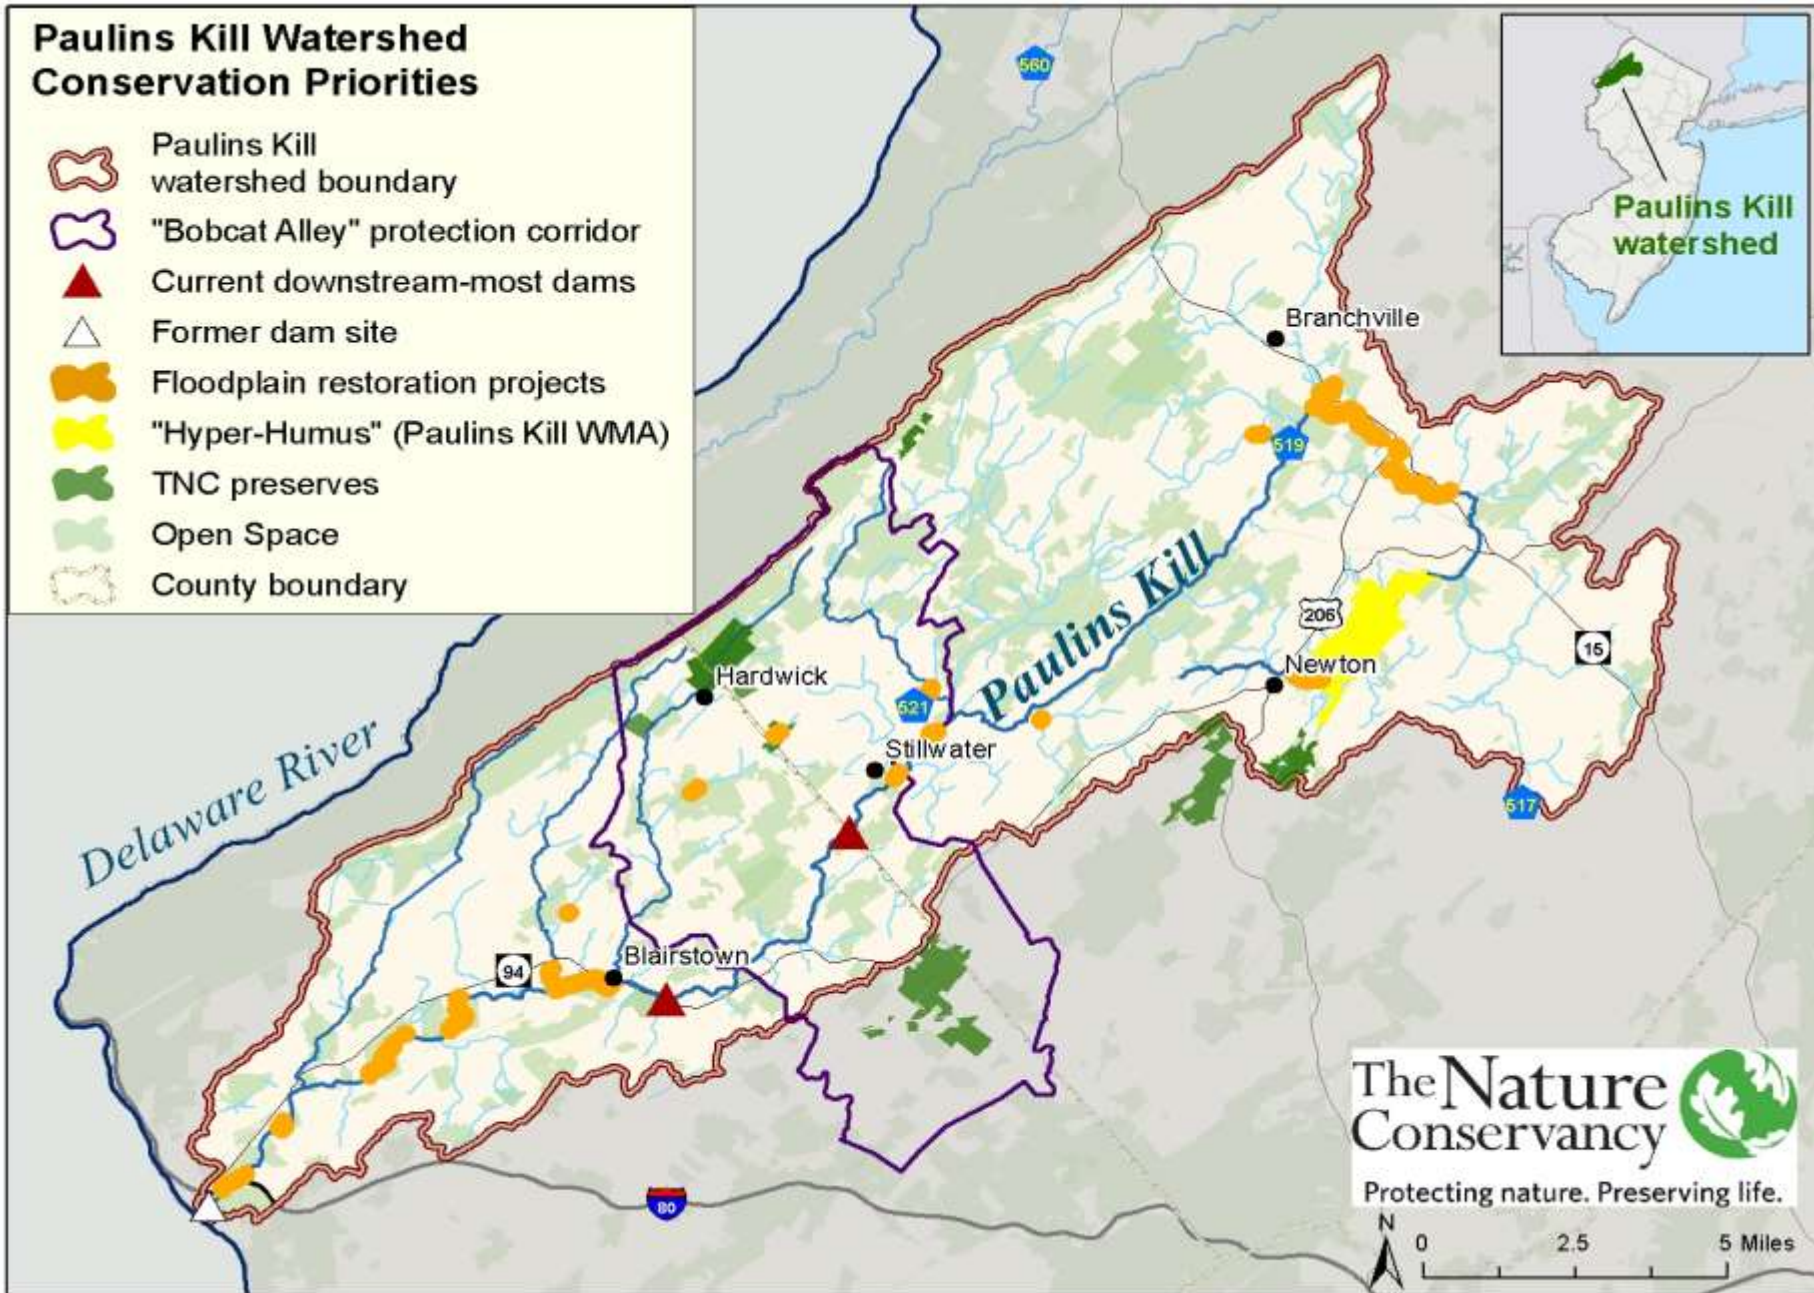 Paulins Kill Watershed
Conservation Priorities
Paulins Kill
watershed boundary
"Bobcat Alley" protection corridor
Current downstream-most dams
Former dam site
Floodplain restoration projects
"Hyper-Humus" (Paulins Kill WMA)
TNC preserves
Open Space
County boundary
560
Paulins Kill
watershed
Branchville
519
Paulins Kill
206
15
Newton
Hardwick
521
Stillwater
517
Delaware River
Blairstown
94
80
The Nature
Conservancy
Protecting nature. Preserving life.
N
0 2.5 5 Miles